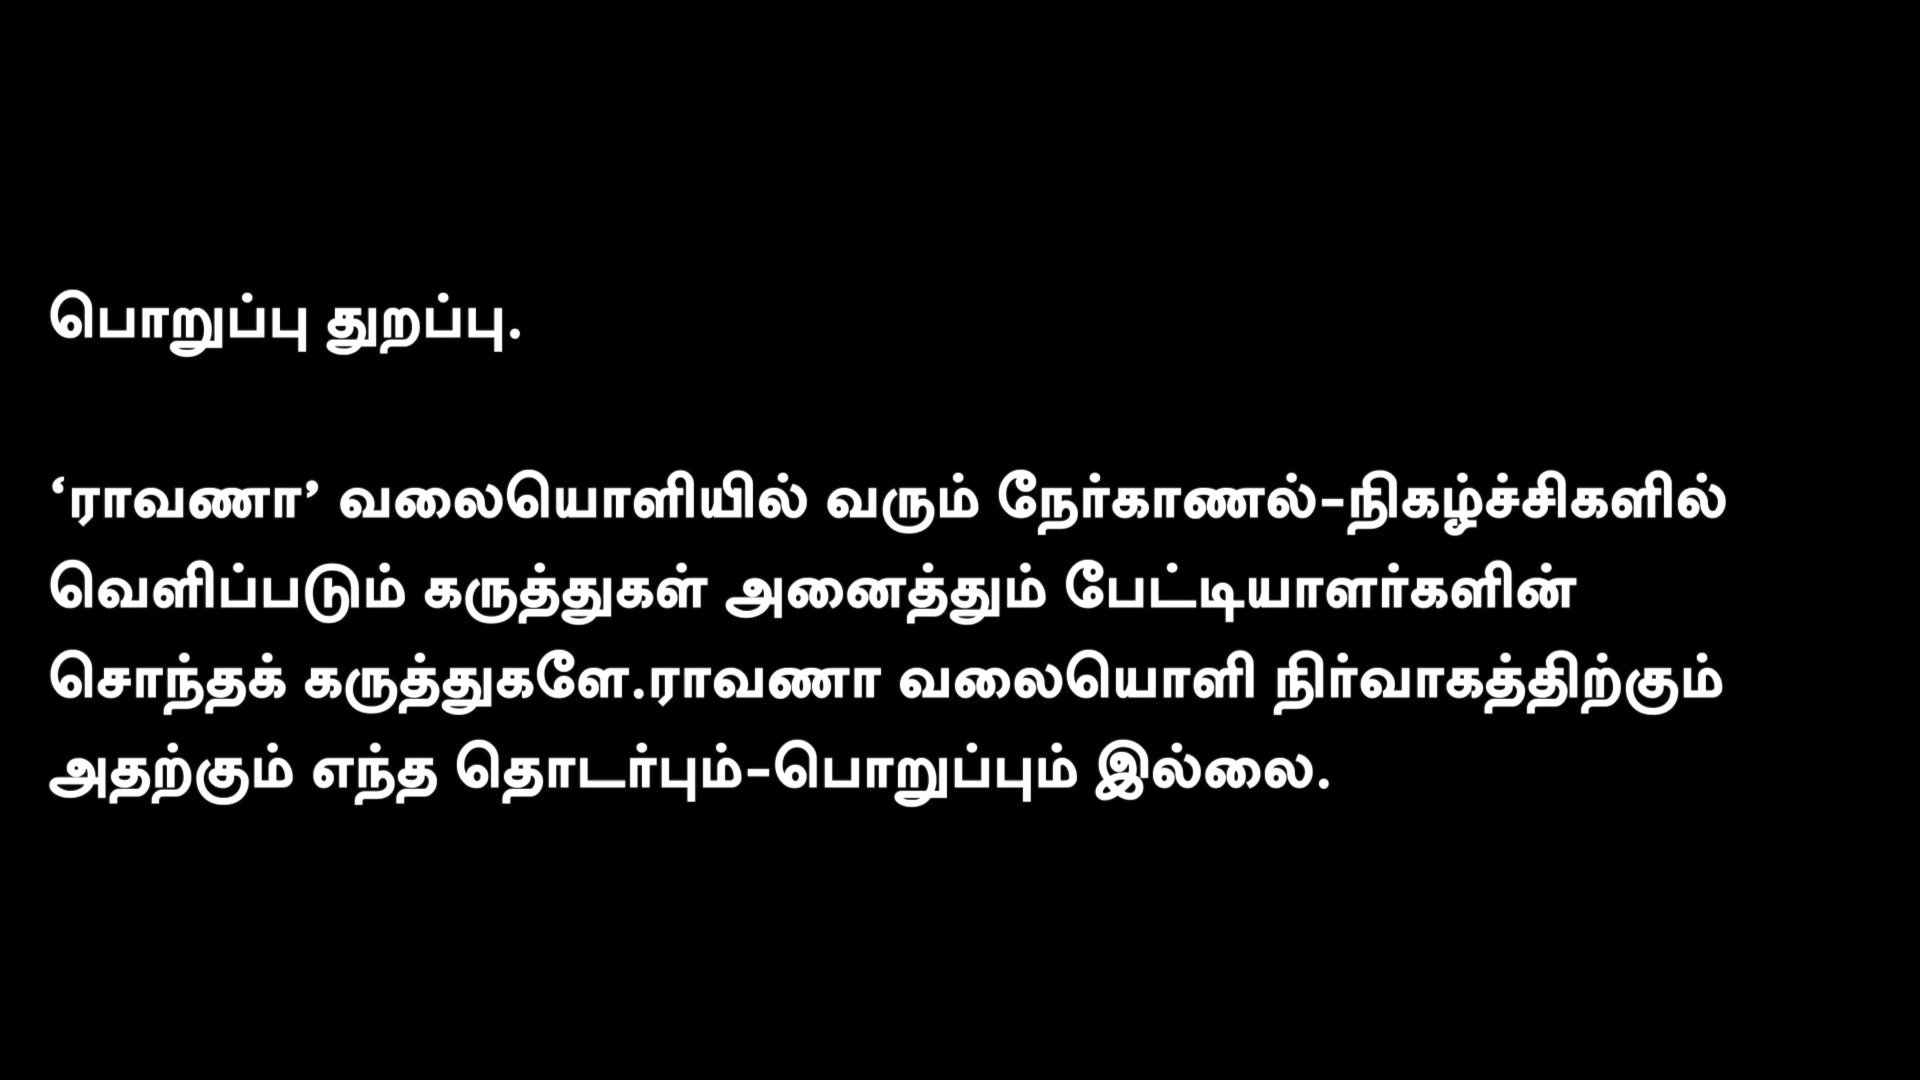 பொறுப்பு துறப்பு.
‘ராவணா’ வலையொளியில் வரும் நேர்காணல்-நிகழ்ச்சிகளில்
வெளிப்படும் கருத்துகள் அனைத்தும் பேட்டியாளர்களின்
சொந்தக் கருத்துகளே.ராவணா வலையொளி நிர்வாகத்திற்கும்
அதற்கும் எந்த தொடர்பும்-பொறுப்பும் இல்லை.